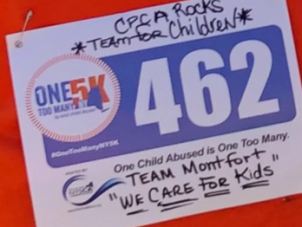 CPCA ROCKS
*TEAM FOR Children*
ONE 5K
TOO MANY
462
#OneTooManyNY5K
One Child Abused is One Too Many.
TEAM Montfort
"WE CARE FOR Kids"